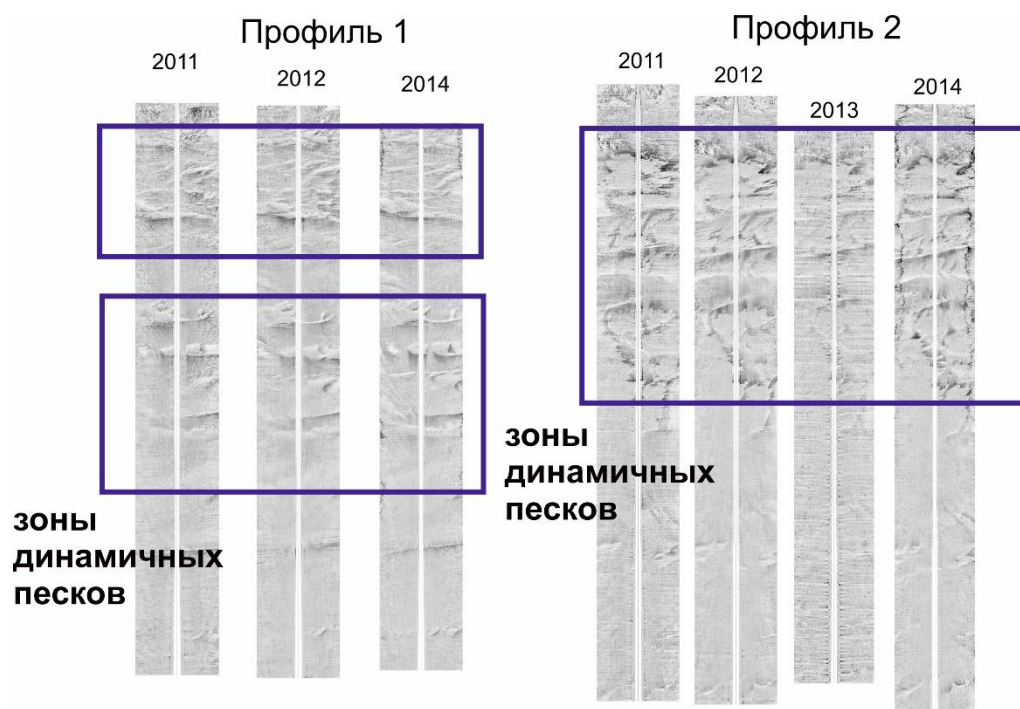 Профиль 1
2011
2012
2014
зоны
динамичных
песков
Профиль 2
2011
2012
2013
2014
зоны
динамичных
песков